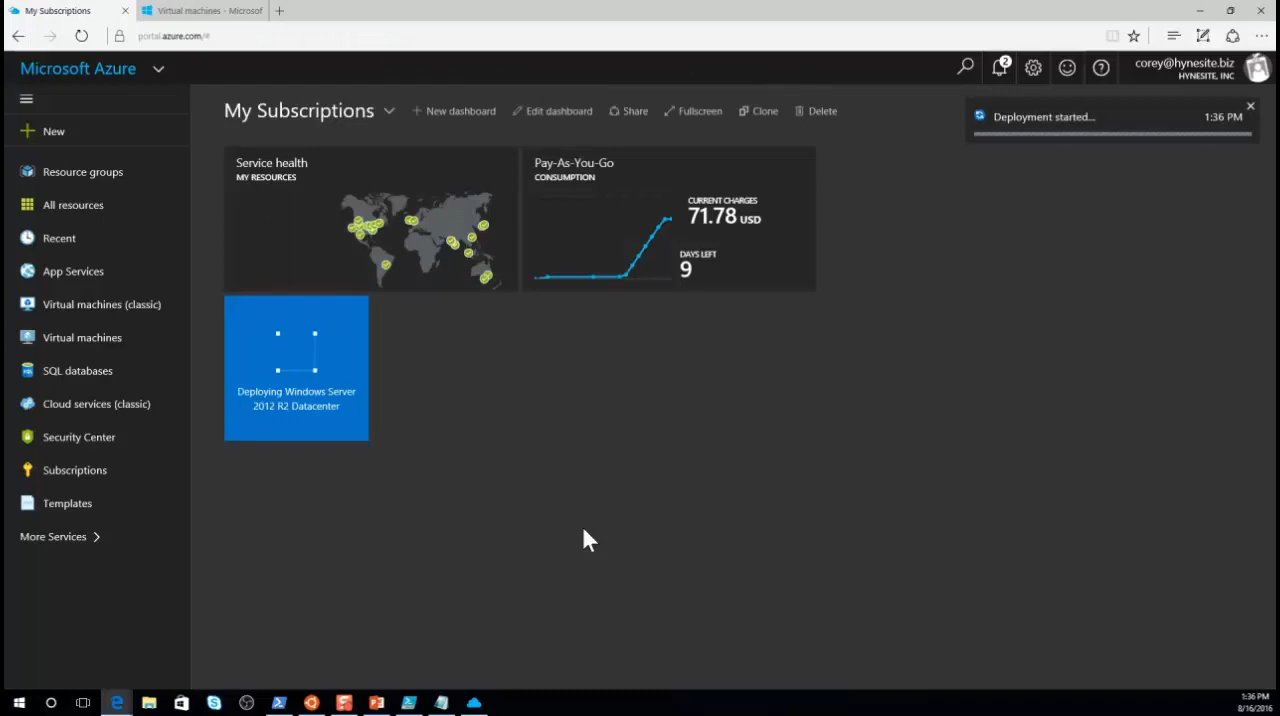 My Subscriptions
Virtual machines - Microsof
portal.azure.com/#
Microsoft Azure
2
corey@hynesite.biz
HYNESITE, INC
New
Resource groups
All resources
Recent
App Services
Virtual machines (classic)
Virtual machines
SQL databases
Cloud services (classic)
Security Center
Subscriptions
Templates
More Services
My Subscriptions
New dashboard
Edit dashboard
Share
Fullscreen
Clone
Delete
Deployment started...
1:36 PM
Service health
MY RESOURCES
Pay-As-You-Go
CONSUMPTION
CURRENT CHARGES
71.78 USD
DAYS LEFT
9
Deploying Windows Server
2012 R2 Datacenter
1:36 PM
8/16/2016